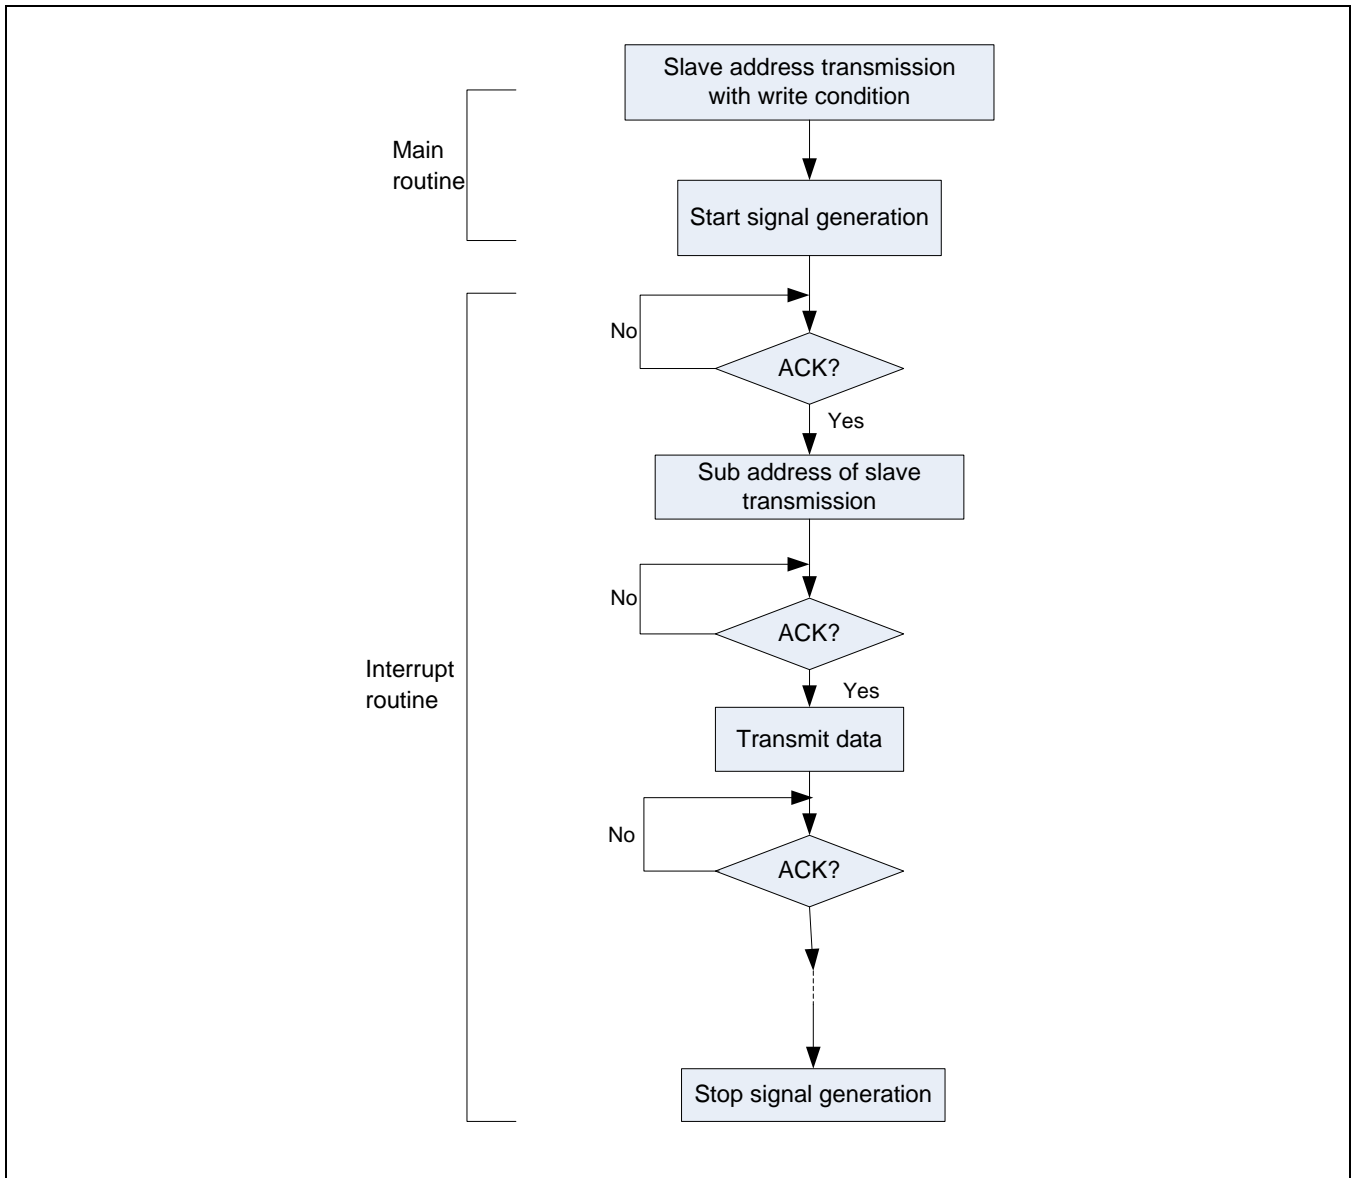 Slave address transmission
with write condition
Main
routine
Start signal generation
No
ACK?
Yes
Sub address of slave
transmission
No
ACK?
Interrupt
routine
Yes
Transmit data
No
ACK?
Stop signal generation